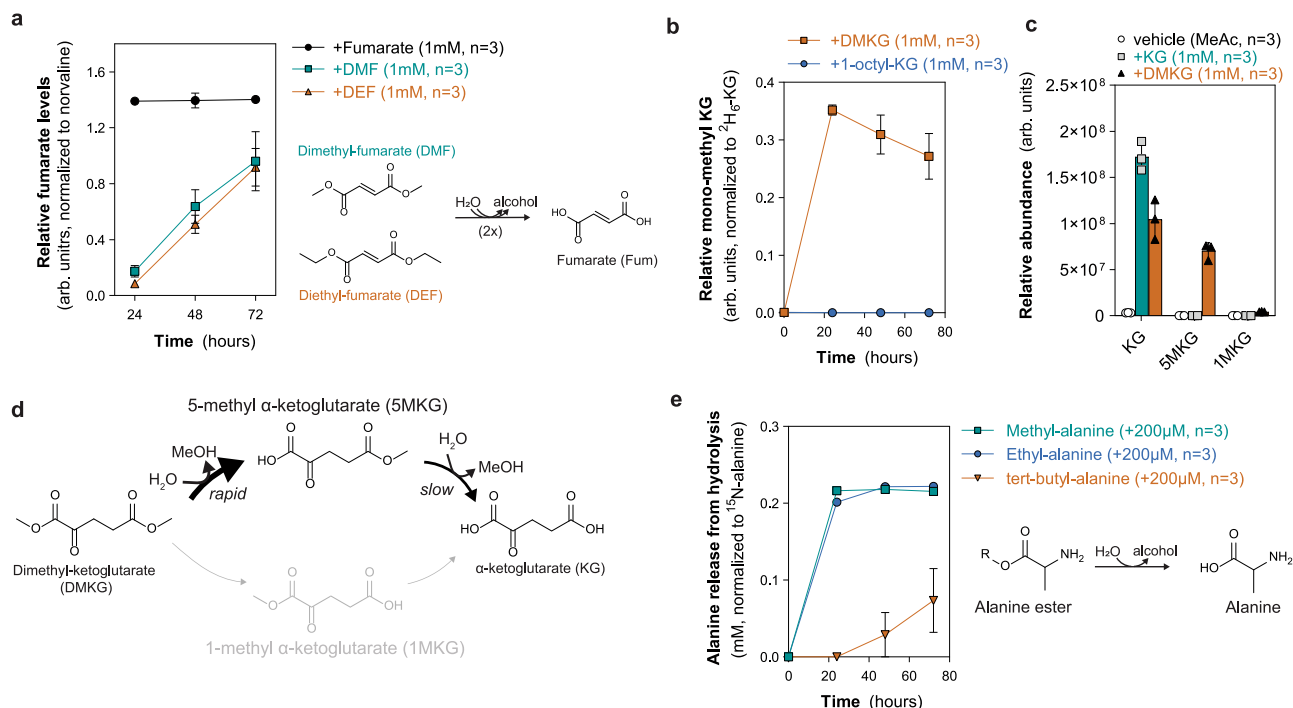 a
Relative fumarate levels
(arb. unitrs, normalized to norvaline)
1.6
1.2
0.8
0.4
0.0
24
48
72
Time (hours)
+Fumarate (1mM, n=3)
+DMF (1mM, n=3)
+DEF (1mM, n=3)
Dimethyl-fumarate (DMF)
O
O
O
O
O
O
O
O
Diethyl-fumarate (DEF)
H₂O alcohol
(2x)
HO
O
O
OH
Fumarate (Fum)
b
+DMKG (1mM, n=3)
+1-octyl-KG (1mM, n=3)
Relative mono-methyl KG
(arb. units, normalized to ²H₆-KG)
0.4
0.3
0.2
0.1
0.0
0
20
40
60
80
Time (hours)
c
vehicle (MeAc, n=3)
+KG (1mM, n=3)
+DMKG (1mM, n=3)
Relative abundance (arb. units)
2.5×10⁸
2×10⁸
1.5×10⁸
1×10⁸
5×10⁷
0
KG
5MKG
1MKG
d
5-methyl α-ketoglutarate (5MKG)
MeOH
H₂O
rapid
HO
O
O
O
O
H₂O
MeOH
slow
O
O
O
O
O
Dimethyl-ketoglutarate
(DMKG)
HO
O
O
O
OH
α-ketoglutarate (KG)
O
O
O
O
OH
1-methyl α-ketoglutarate (1MKG)
e
Alanine release from hydrolysis
(mM, normalized to ¹⁵N-alanine)
0.3
0.2
0.1
0.0
0
20
40
60
80
Time (hours)
Methyl-alanine (+200µM, n=3)
Ethyl-alanine (+200µM, n=3)
tert-butyl-alanine (+200µM, n=3)
R
O
O
NH₂
Alanine ester
H₂O alcohol
HO
O
NH₂
Alanine